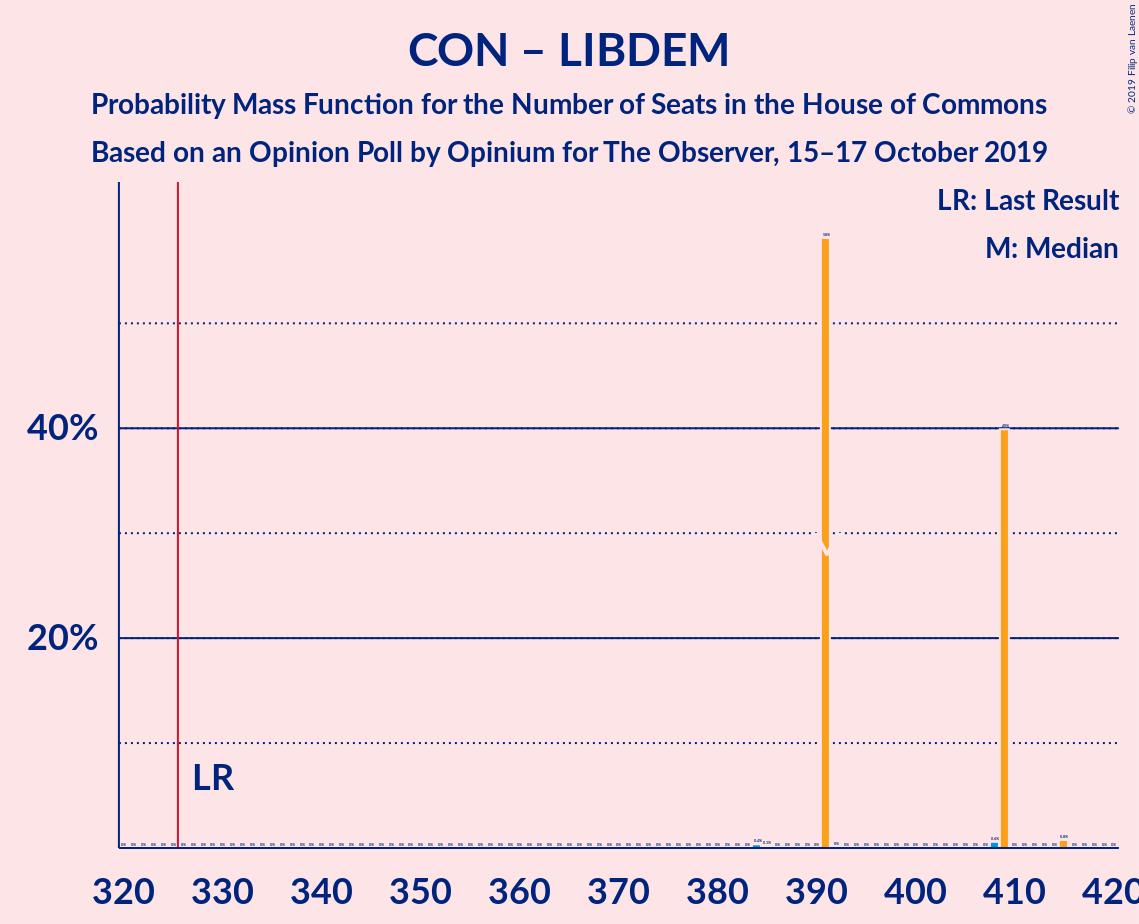 CON – LIBDEM
Probability Mass Function for the Number of Seats in the House of Commons
Based on an Opinion Poll by Opinium for The Observer, 15–17 October 2019
© 2019 Filip van Laenen
LR: Last Result
M: Median
40%
20%
LR
M
320 330 340 350 360 370 380 390 400 410 420